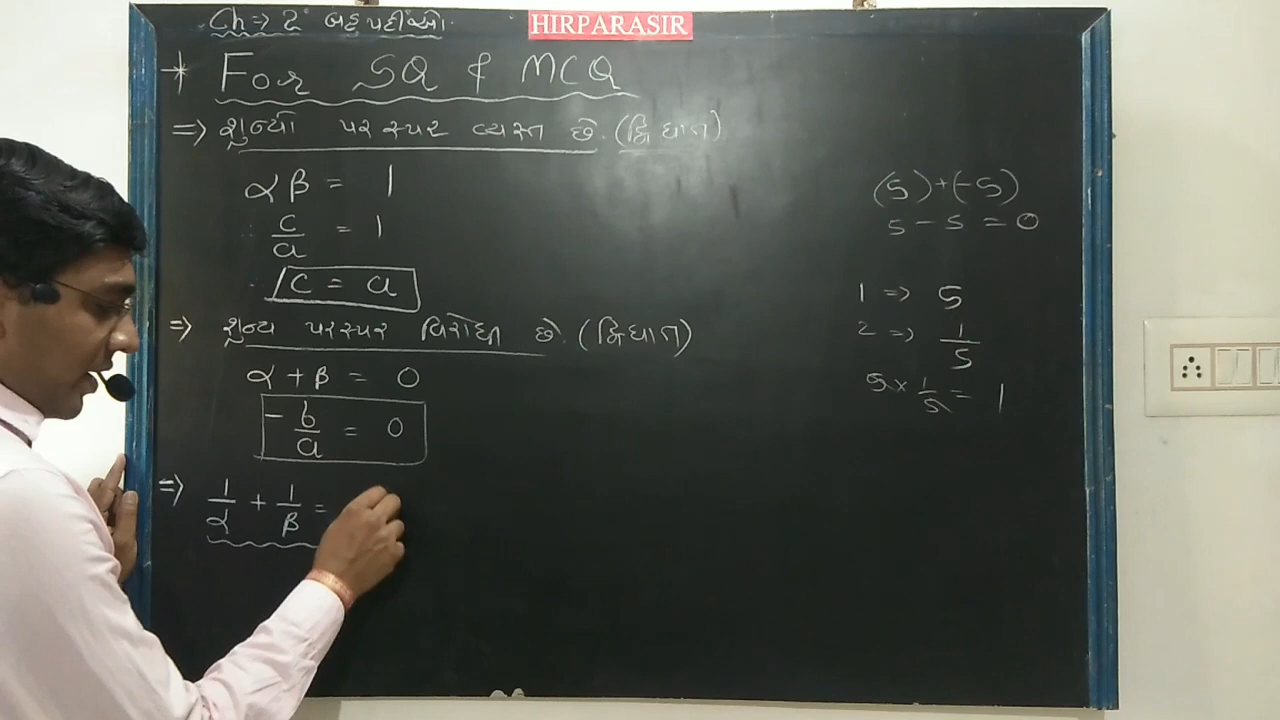 Ch => 2 બહુપદીઓ.
HIRPARASIR
* For SQ & MCQ
=> શુન્યો પરસ્પર વ્યસ્ત છે. (દ્વિઘાત)
αβ = 1
∴ c/a = 1
∴ c = a
=> શુન્ય પરસ્પર વિરોધી છે. (દ્વિઘાત)
α + β = 0
- b/a = 0
=> 1/α + 1/β =
(5) + (-5)
5 - 5 = 0
1 => 5
2 => 1/5
5 × 1/5 = 1